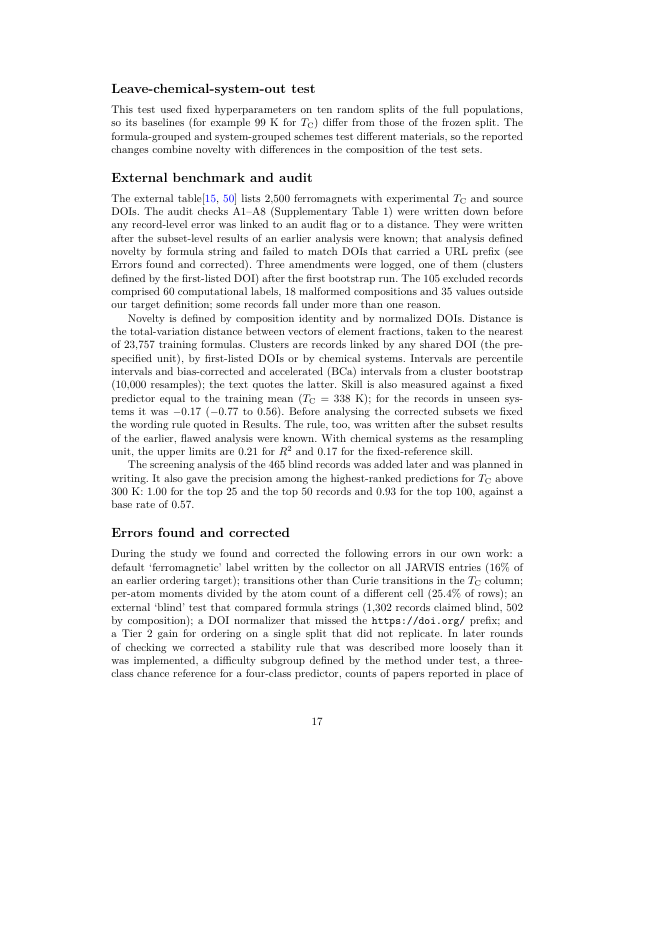 Leave-chemical-system-out test
This test used fixed hyperparameters on ten random splits of the full populations,
so its baselines (for example 99 K for TC) differ from those of the frozen split. The
formula-grouped and system-grouped schemes test different materials, so the reported
changes combine novelty with differences in the composition of the test sets.
External benchmark and audit
The external table[15, 50] lists 2,500 ferromagnets with experimental TC and source
DOIs. The audit checks A1–A8 (Supplementary Table 1) were written down before
any record-level error was linked to an audit flag or to a distance. They were written
after the subset-level results of an earlier analysis were known; that analysis defined
novelty by formula string and failed to match DOIs that carried a URL prefix (see
Errors found and corrected). Three amendments were logged, one of them (clusters
defined by the first-listed DOI) after the first bootstrap run. The 105 excluded records
comprised 60 computational labels, 18 malformed compositions and 35 values outside
our target definition; some records fall under more than one reason.
Novelty is defined by composition identity and by normalized DOIs. Distance is
the total-variation distance between vectors of element fractions, taken to the nearest
of 23,757 training formulas. Clusters are records linked by any shared DOI (the pre-
specified unit), by first-listed DOIs or by chemical systems. Intervals are percentile
intervals and bias-corrected and accelerated (BCa) intervals from a cluster bootstrap
(10,000 resamples); the text quotes the latter. Skill is also measured against a fixed
predictor equal to the training mean (TC = 338 K); for the records in unseen sys-
tems it was −0.17 (−0.77 to 0.56). Before analysing the corrected subsets we fixed
the wording rule quoted in Results. The rule, too, was written after the subset results
of the earlier, flawed analysis were known. With chemical systems as the resampling
unit, the upper limits are 0.21 for R² and 0.17 for the fixed-reference skill.
The screening analysis of the 465 blind records was added later and was planned in
writing. It also gave the precision among the highest-ranked predictions for TC above
300 K: 1.00 for the top 25 and the top 50 records and 0.93 for the top 100, against a
base rate of 0.57.
Errors found and corrected
During the study we found and corrected the following errors in our own work: a
default ‘ferromagnetic’ label written by the collector on all JARVIS entries (16% of
an earlier ordering target); transitions other than Curie transitions in the TC column;
per-atom moments divided by the atom count of a different cell (25.4% of rows); an
external ‘blind’ test that compared formula strings (1,302 records claimed blind, 502
by composition); a DOI normalizer that missed the https://doi.org/ prefix; and
a Tier 2 gain for ordering on a single split that did not replicate. In later rounds
of checking we corrected a stability rule that was described more loosely than it
was implemented, a difficulty subgroup defined by the method under test, a three-
class chance reference for a four-class predictor, counts of papers reported in place of
17